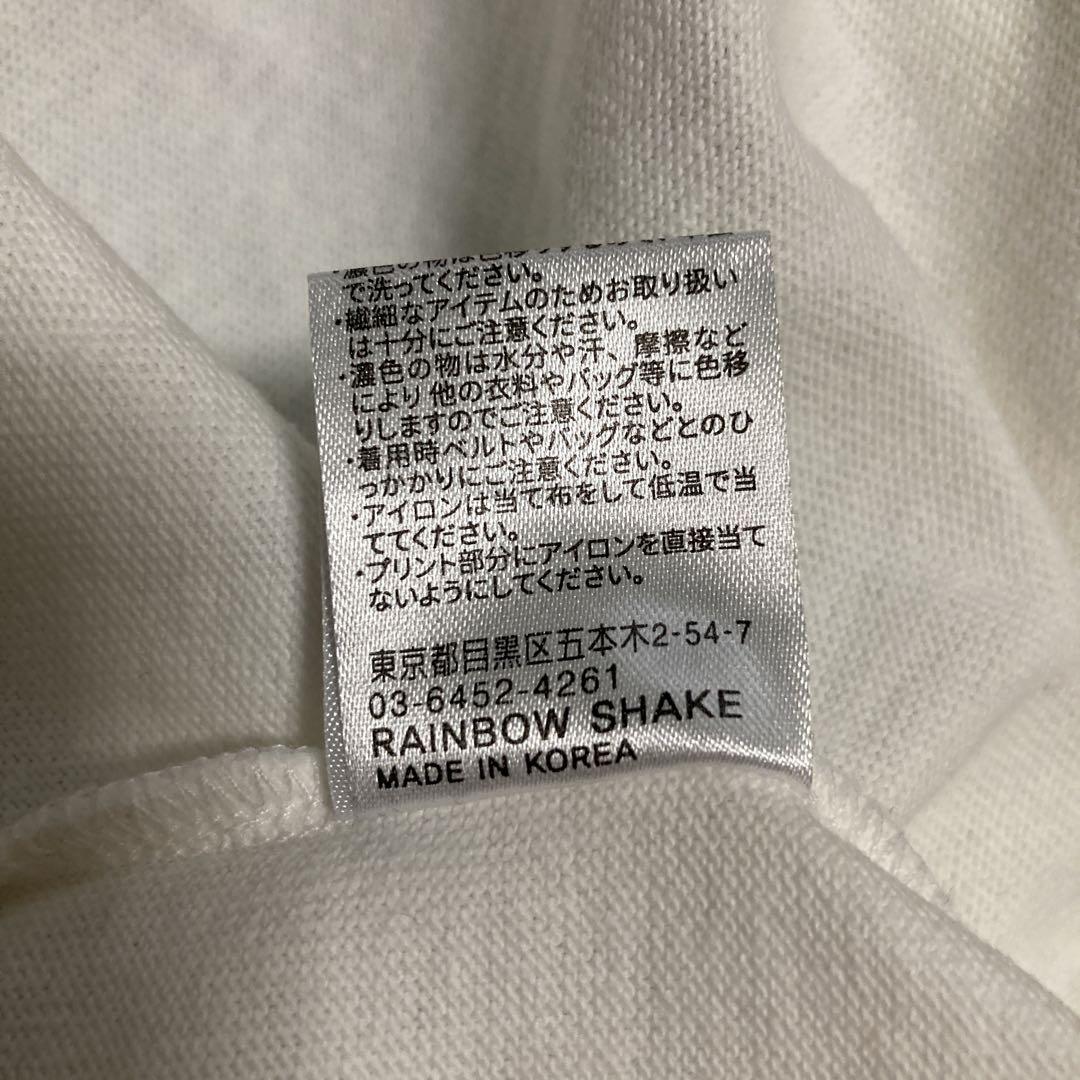 ・濃色の物は色移り
で洗ってください。
・繊細なアイテムのためお取り扱い
は十分にご注意ください。
・濃色の物は水分や汗、摩擦など
により他の衣料やバッグ等に色移
りしますのでご注意ください。
・着用時ベルトやバッグなどとのひ
っかかりにご注意ください。
・アイロンは当て布をして低温で当
ててください。
・プリント部分にアイロンを直接当て
ないようにしてください。
東京都目黒区五本木2-54-7
03-6452-4261
RAINBOW SHAKE
MADE IN KOREA